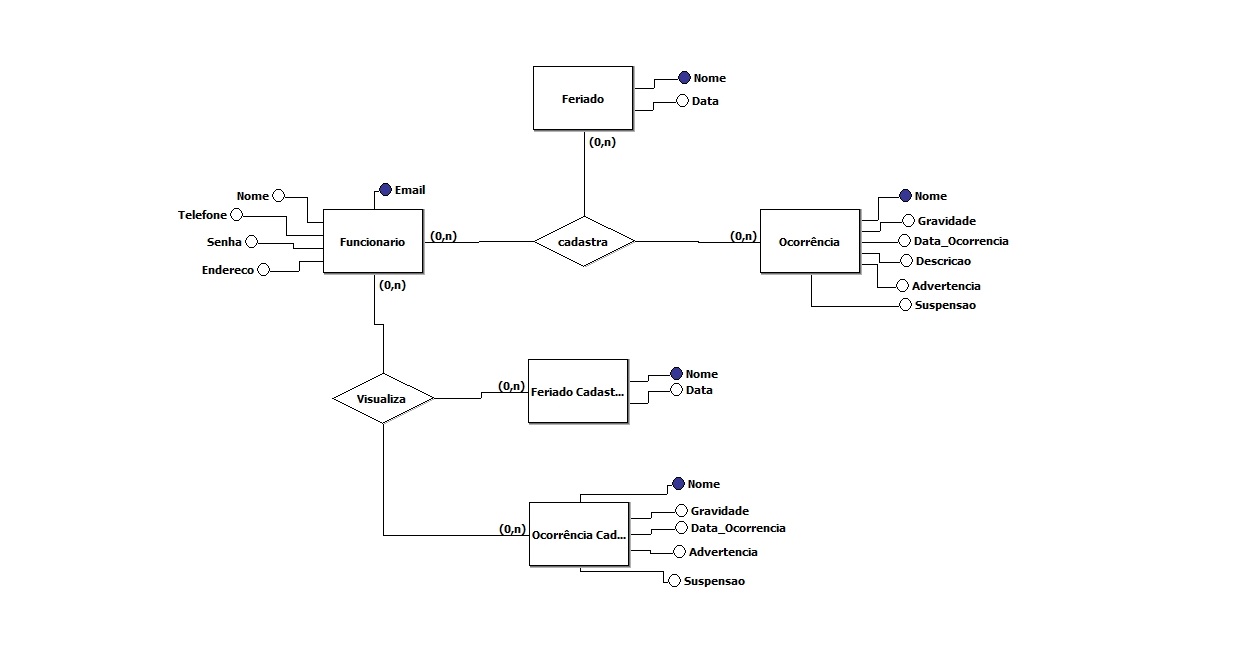 Nome
Feriado
Data
(0,n)
Email
Nome
Telefone
Senha
Endereco
Funcionario
(0,n)
cadastra
(0,n)
Ocorrência
Nome
Gravidade
Data_Ocorrencia
Descricao
Advertencia
Suspensao
(0,n)
Visualiza
(0,n)
Feriado Cadast...
Nome
Data
Nome
(0,n)
Ocorrência Cad...
Gravidade
Data_Ocorrencia
Advertencia
Suspensao